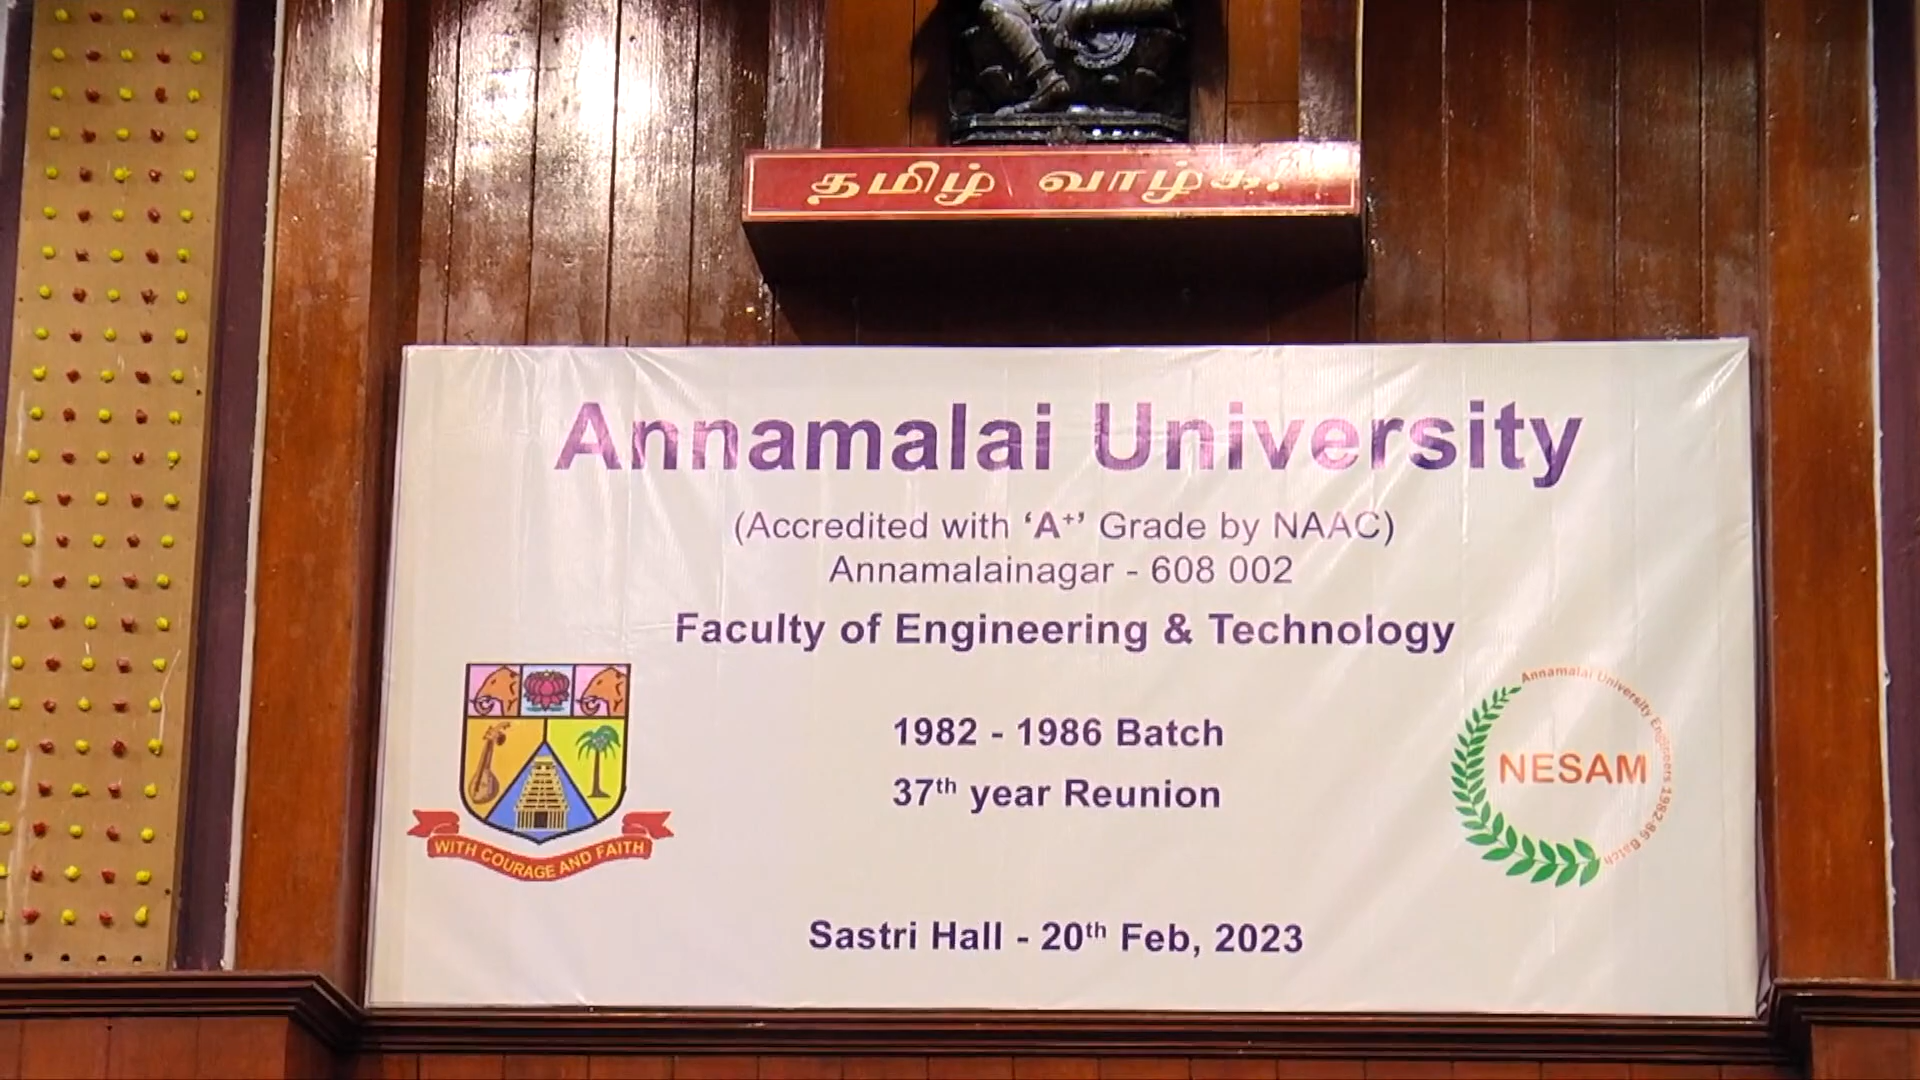 தமிழ் வாழ்க.
Annamalai University
(Accredited with ‘A⁺’ Grade by NAAC)
Annamalainagar - 608 002
Faculty of Engineering & Technology
1982 - 1986 Batch
37th year Reunion
WITH COURAGE AND FAITH
Annamalai University Engineers 1982-86 Batch
NESAM
Sastri Hall - 20th Feb, 2023